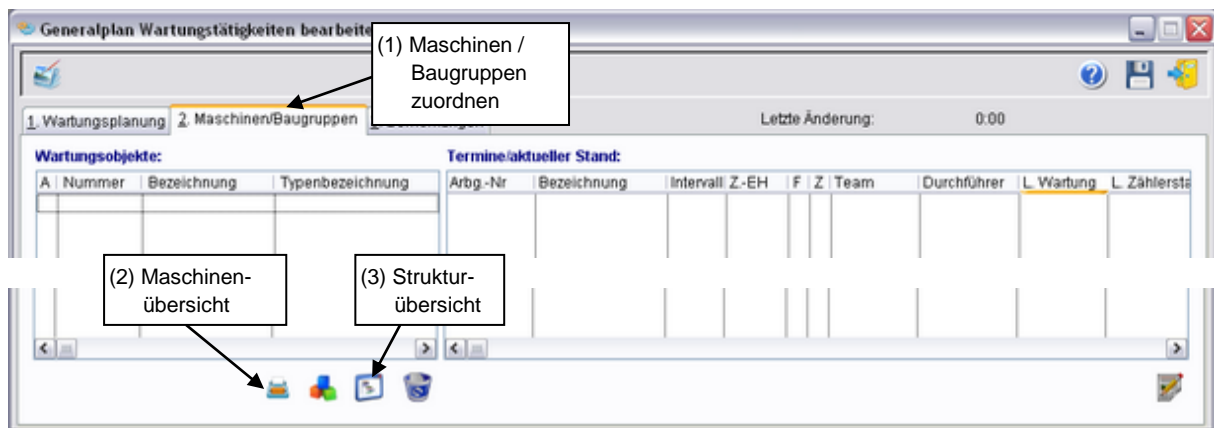 Generalplan Wartungstätigkeiten bearbeite
(1) Maschinen /
Baugruppen
zuordnen
1. Wartungsplanung 2. Maschinen/Baugruppen
Letzte Änderung: 0:00
Wartungsobjekte: Termine/aktueller Stand:
A Nummer Bezeichnung Typenbezeichnung Arbg.-Nr Bezeichnung Intervall Z.-EH F Z Team Durchführer L. Wartung L. Zählersta
(2) Maschinen-
übersicht
(3) Struktur-
übersicht